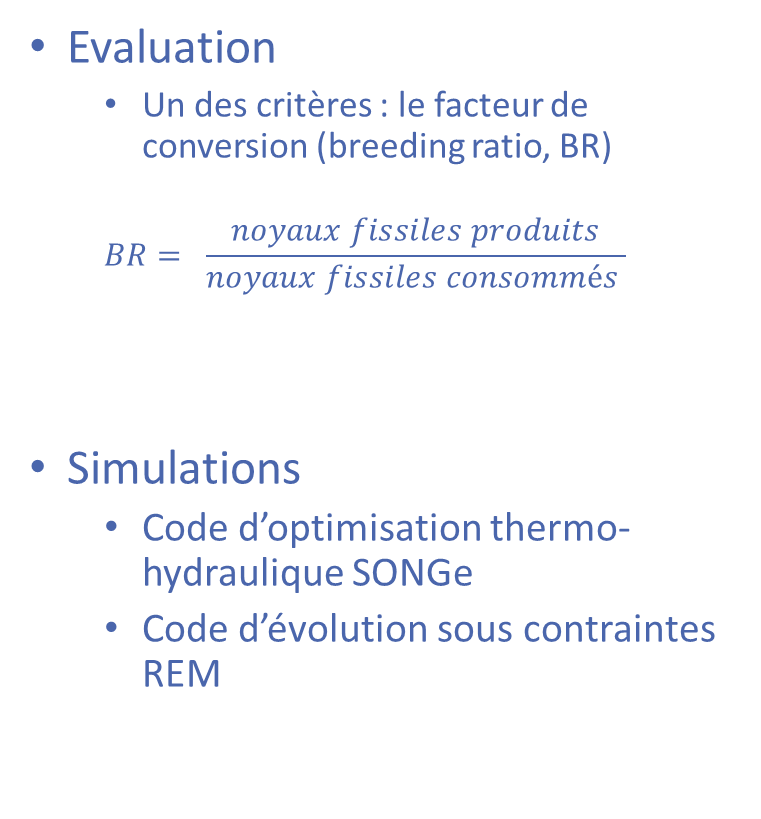 • Evaluation
• Un des critères : le facteur de
conversion (breeding ratio, BR)
BR = noyaux fissiles produits
noyaux fissiles consommés
• Simulations
• Code d’optimisation thermo-
hydraulique SONGe
• Code d’évolution sous contraintes
REM